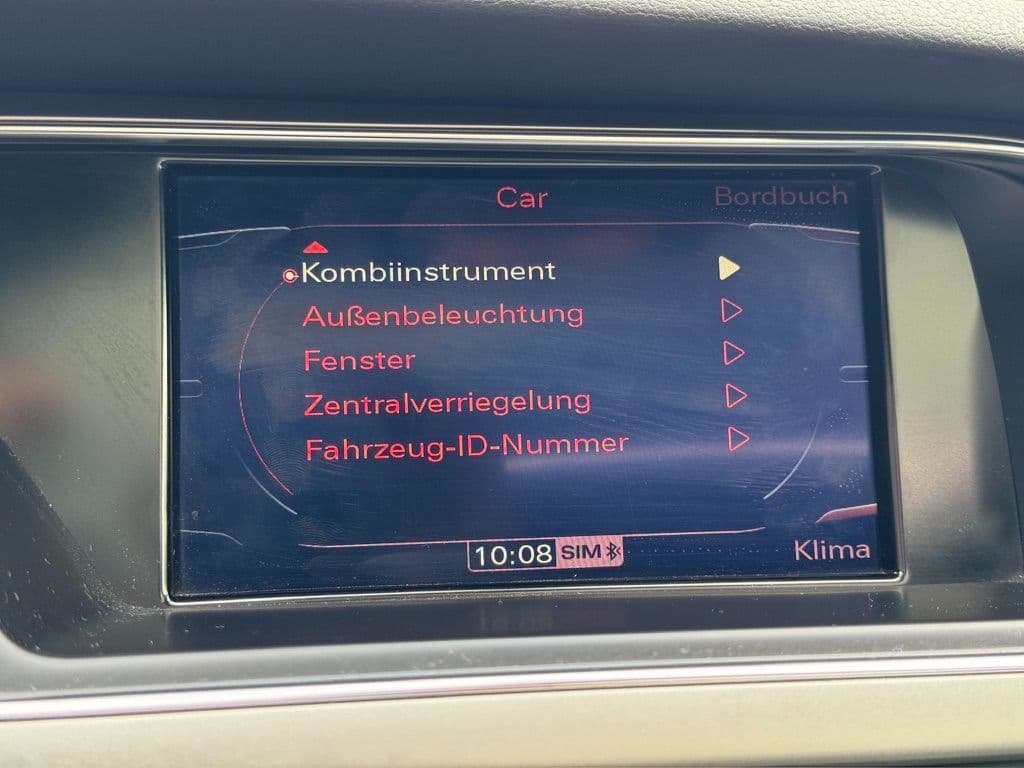 Car
Bordbuch
Kombiinstrument
Außenbeleuchtung
Fenster
Zentralverriegelung
Fahrzeug-ID-Nummer
10:08 SIM
Klima